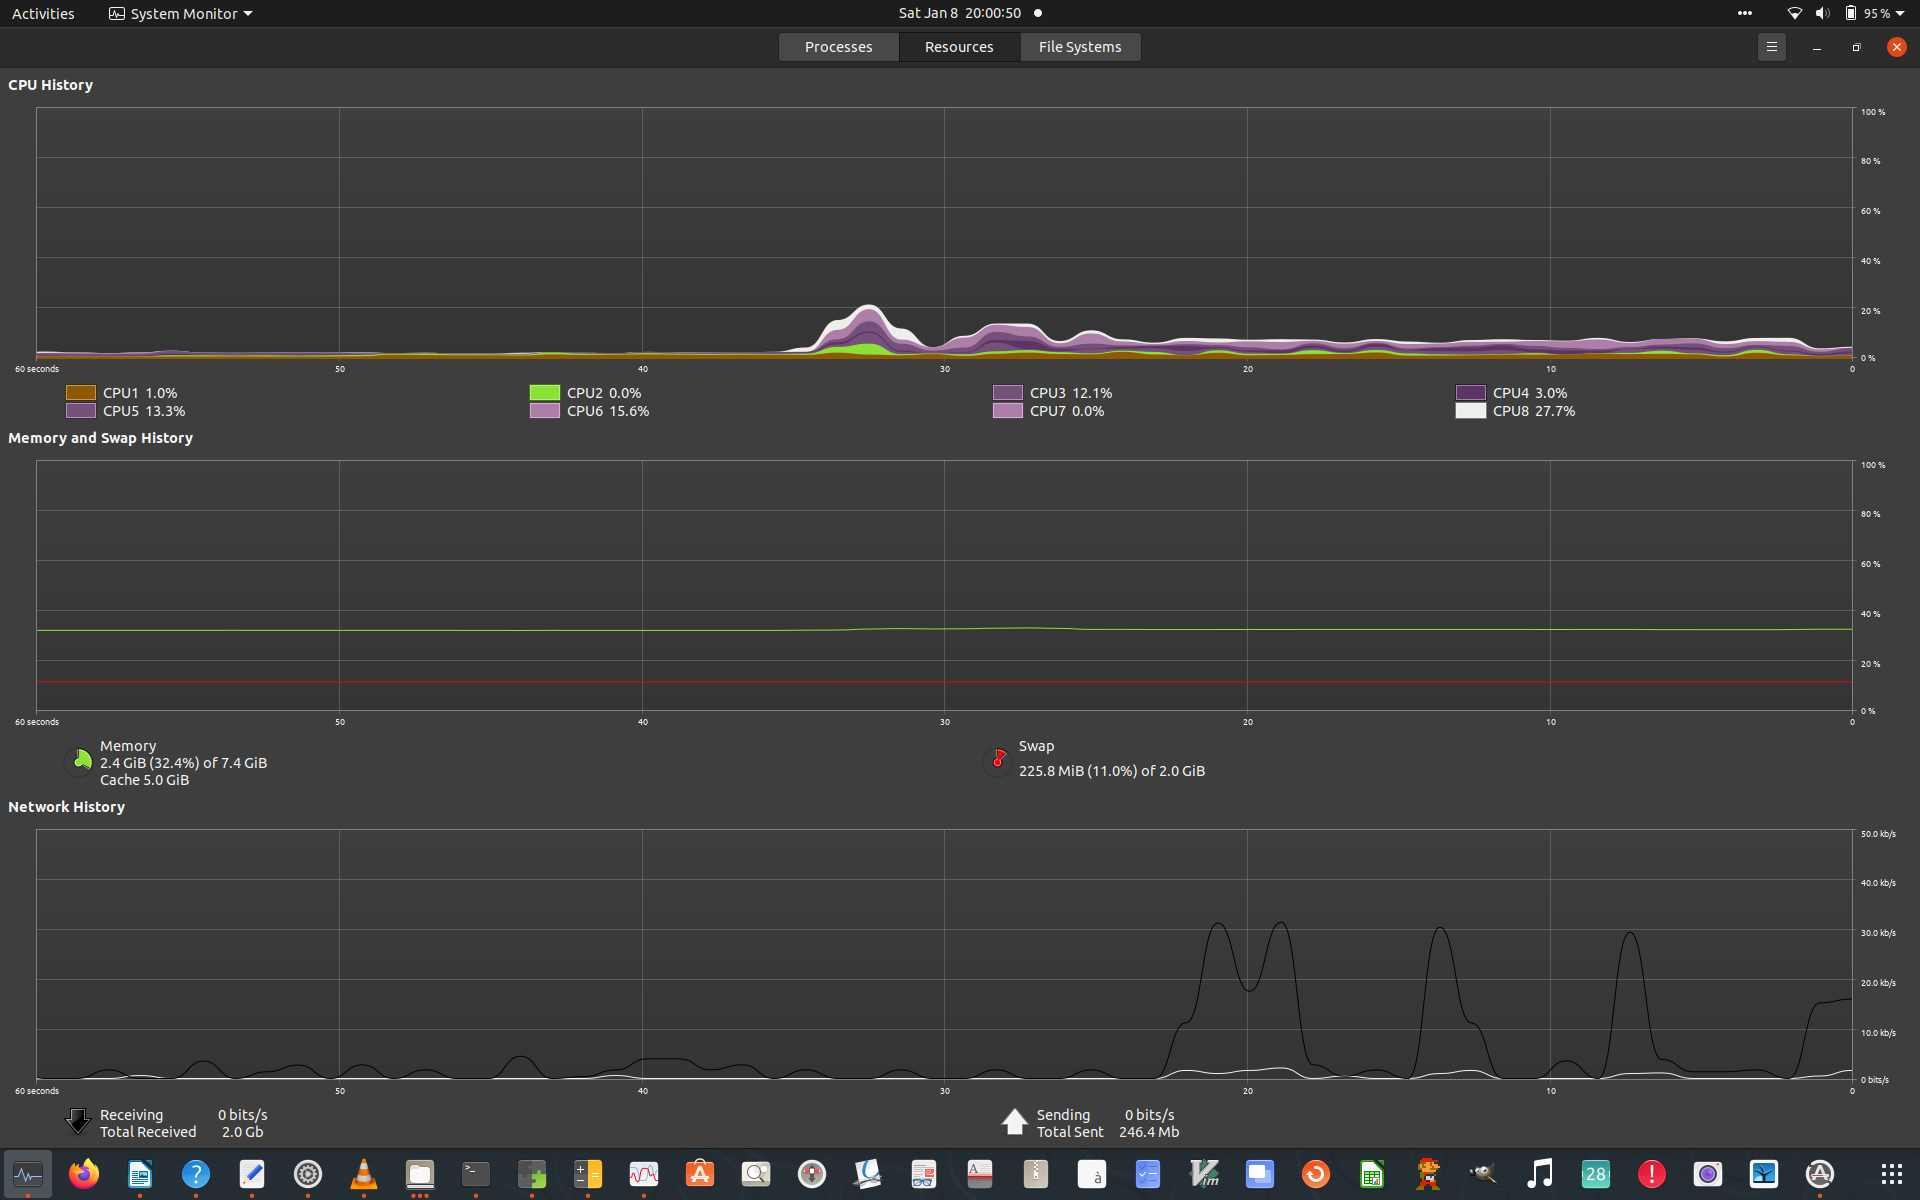 Activities System Monitor Sat Jan 8 20:00:50 95 %
Processes Resources File Systems
CPU History
100 %
80 %
60 %
40 %
20 %
0 %
60 seconds 50 40 30 20 10 0
CPU1 1.0% CPU2 0.0% CPU3 12.1% CPU4 3.0%
CPU5 13.3% CPU6 15.6% CPU7 0.0% CPU8 27.7%
Memory and Swap History
100 %
80 %
60 %
40 %
20 %
0 %
60 seconds 50 40 30 20 10 0
Memory Swap
2.4 GiB (32.4%) of 7.4 GiB 225.8 MiB (11.0%) of 2.0 GiB
Cache 5.0 GiB
Network History
50.0 kb/s
40.0 kb/s
30.0 kb/s
20.0 kb/s
10.0 kb/s
0 bits/s
60 seconds 50 40 30 20 10 0
Receiving 0 bits/s Sending 0 bits/s
Total Received 2.0 Gb Total Sent 246.4 Mb
? >_ A à Vim 28 !